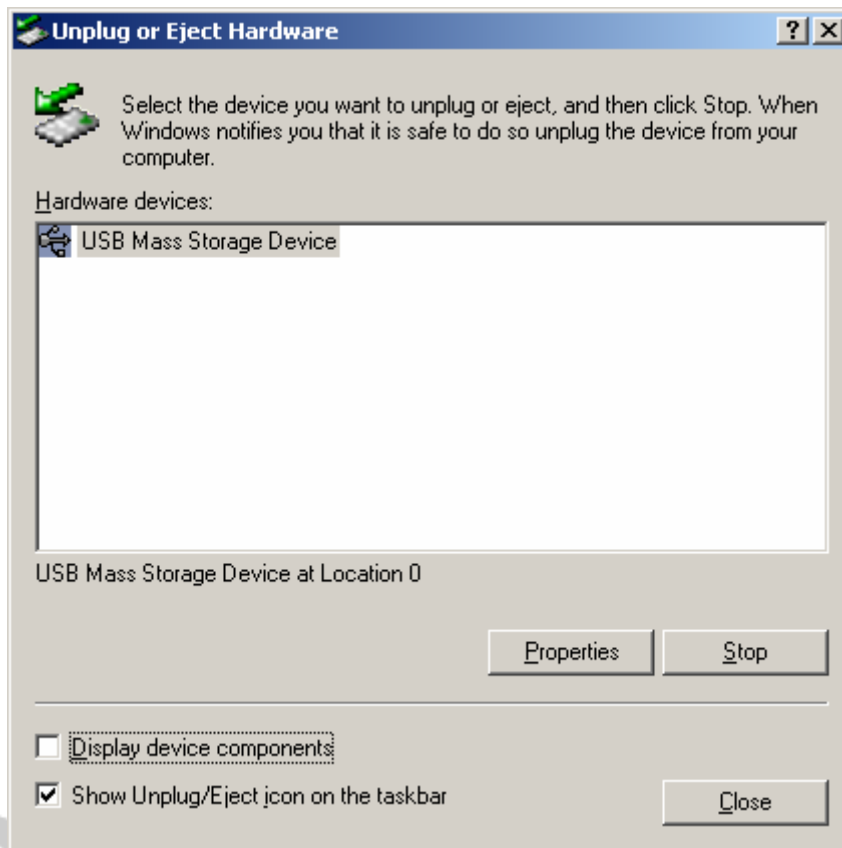 Unplug or Eject Hardware
Select the device you want to unplug or eject, and then click Stop. When
Windows notifies you that it is safe to do so unplug the device from your
computer.
Hardware devices:
USB Mass Storage Device
USB Mass Storage Device at Location 0
Properties Stop
Display device components
Show Unplug/Eject icon on the taskbar
Close